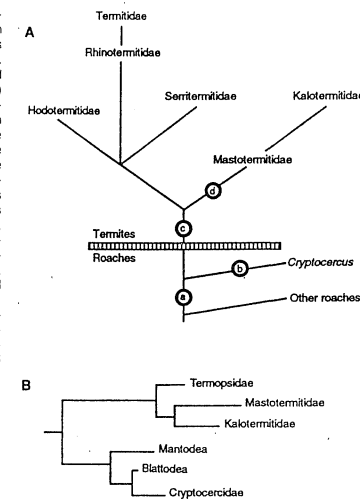 A
Termitidae
Rhinotermitidae
Serritermitidae
Kalotermitidae
Hodotermitidae
Mastotermitidae
d
c
Termites
Roaches
b
Cryptocercus
a
Other roaches
B
Termopsidae
Mastotermitidae
Kalotermitidae
Mantodea
Blattodea
Cryptocercidae